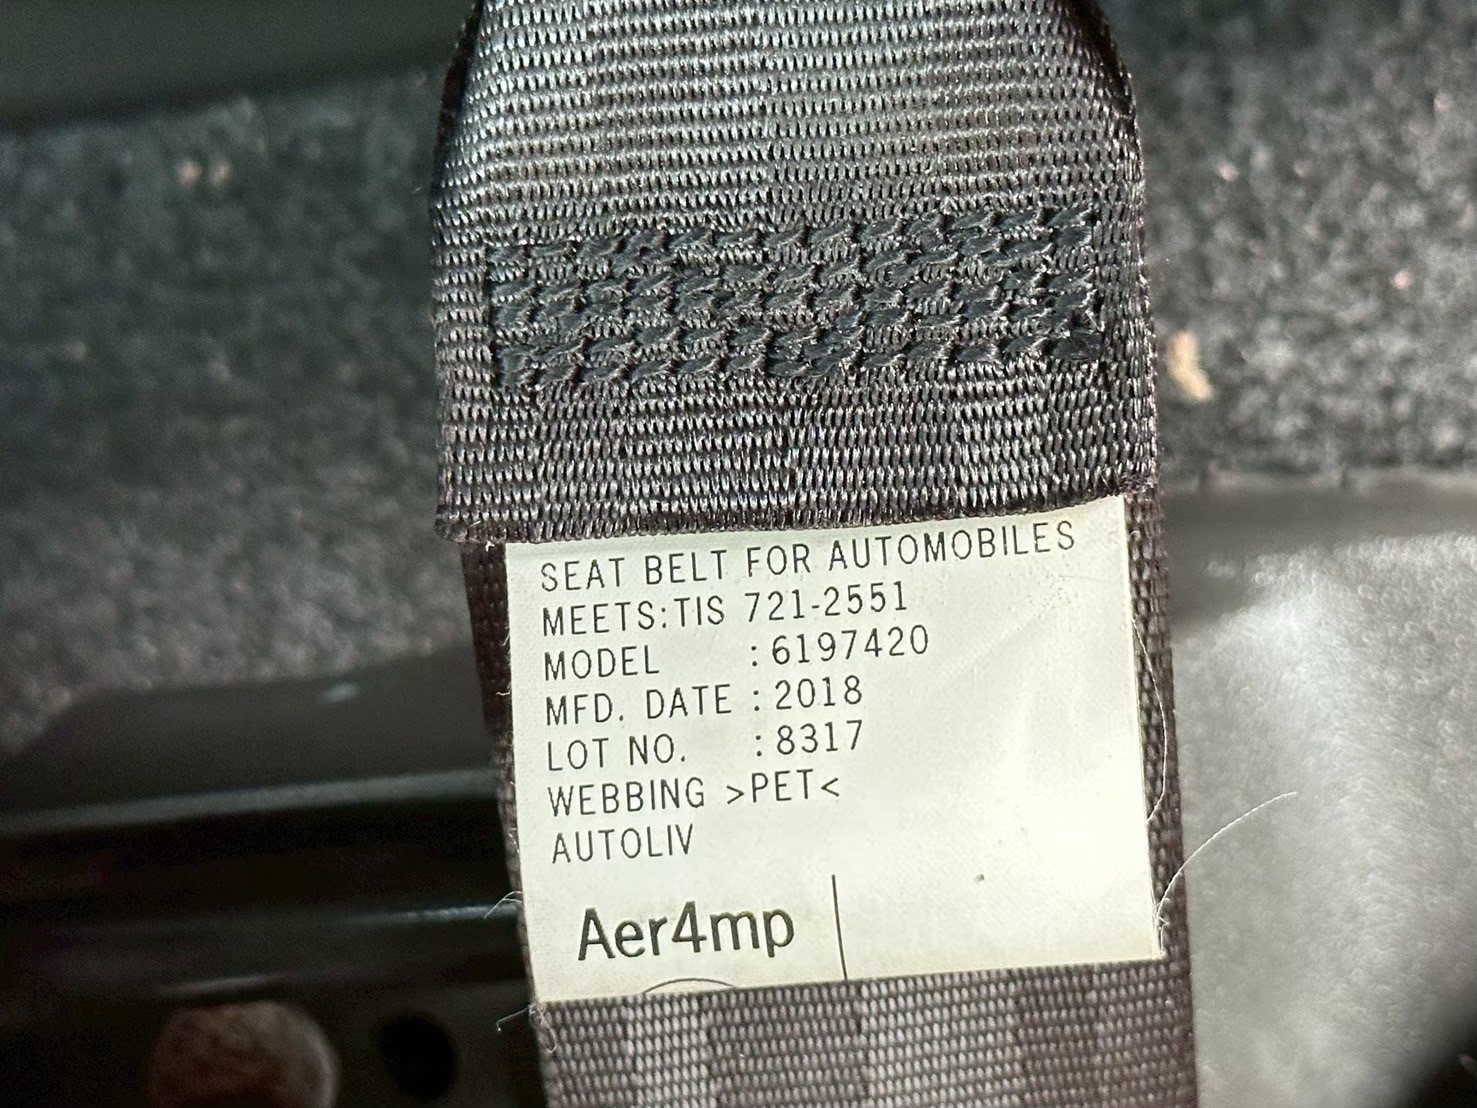 SEAT BELT FOR AUTOMOBILES
MEETS:TIS 721-2551
MODEL : 6197420
MFD. DATE : 2018
LOT NO. : 8317
WEBBING >PET<
AUTOLIV
Aer4mp